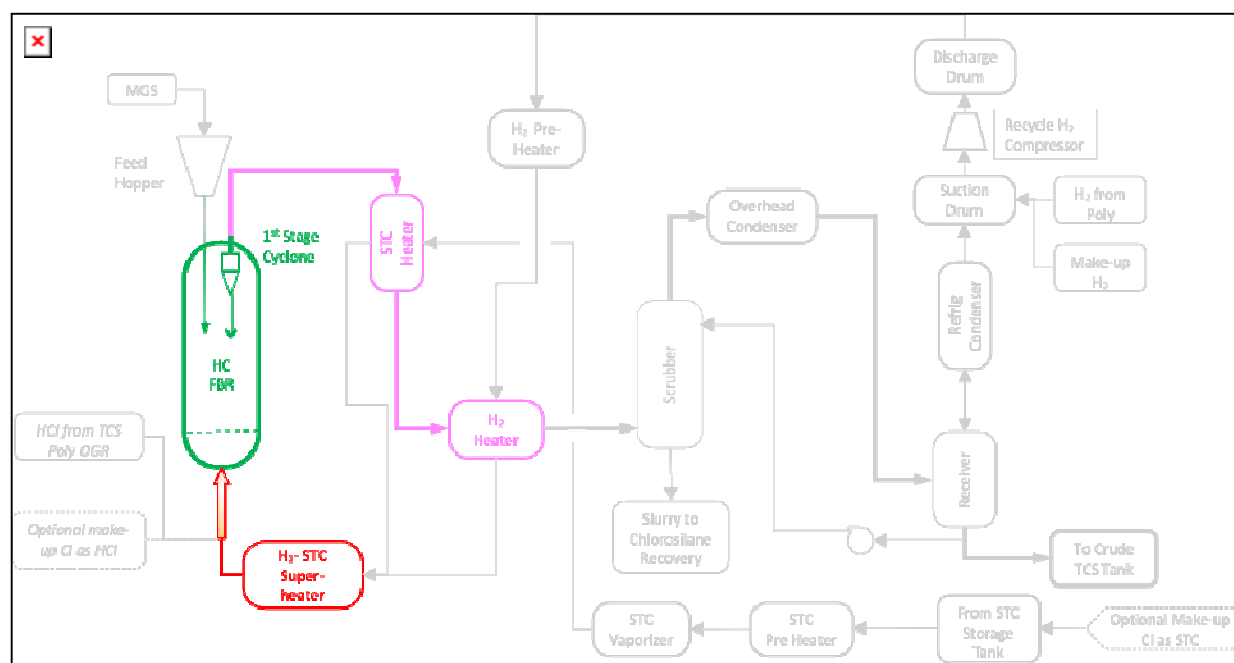 MGS
Feed
Hopper
1st Stage
Cyclone
HC
FBR
HCl from TCS
Poly OGR
Optional make-
up Cl as HCl
H₂- STC
Super-
heater
STC
Heater
H₂ Pre-
Heater
H₂
Heater
Overhead
Condenser
Scrubber
Slurry to
Chlorosilane
Recovery
Discharge
Drum
Recycle H₂
Compressor
Suction
Drum
H₂ from
Poly
Make-up
H₂
Refrig
Condenser
Receiver
To Crude
TCS Tank
STC
Vaporizer
STC
Pre Heater
From STC
Storage
Tank
Optional Make-up
Cl as STC